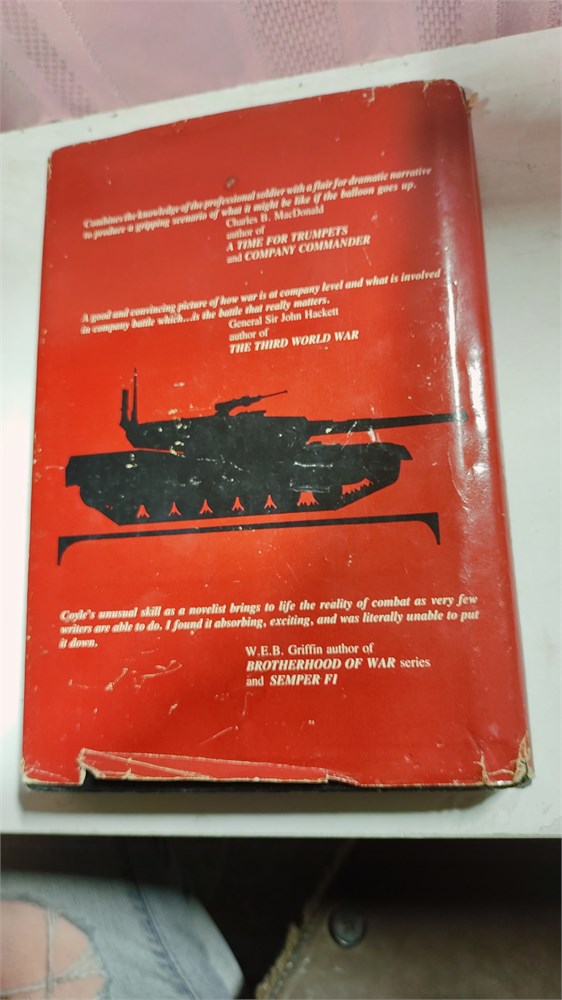 Combines the knowledge of the professional soldier with a flair for dramatic narrative
to produce a gripping scenario of what it might be like if the balloon goes up.
Charles B. MacDonald
author of
A TIME FOR TRUMPETS
and COMPANY COMMANDER
A good and convincing picture of how war is at company level and what is involved
in company battle which...is the battle that really matters.
General Sir John Hackett
author of
THE THIRD WORLD WAR
Coyle's unusual skill as a novelist brings to life the reality of combat as very few
writers are able to do. I found it absorbing, exciting, and was literally unable to put
it down.
W.E.B. Griffin author of
BROTHERHOOD OF WAR series
and SEMPER FI